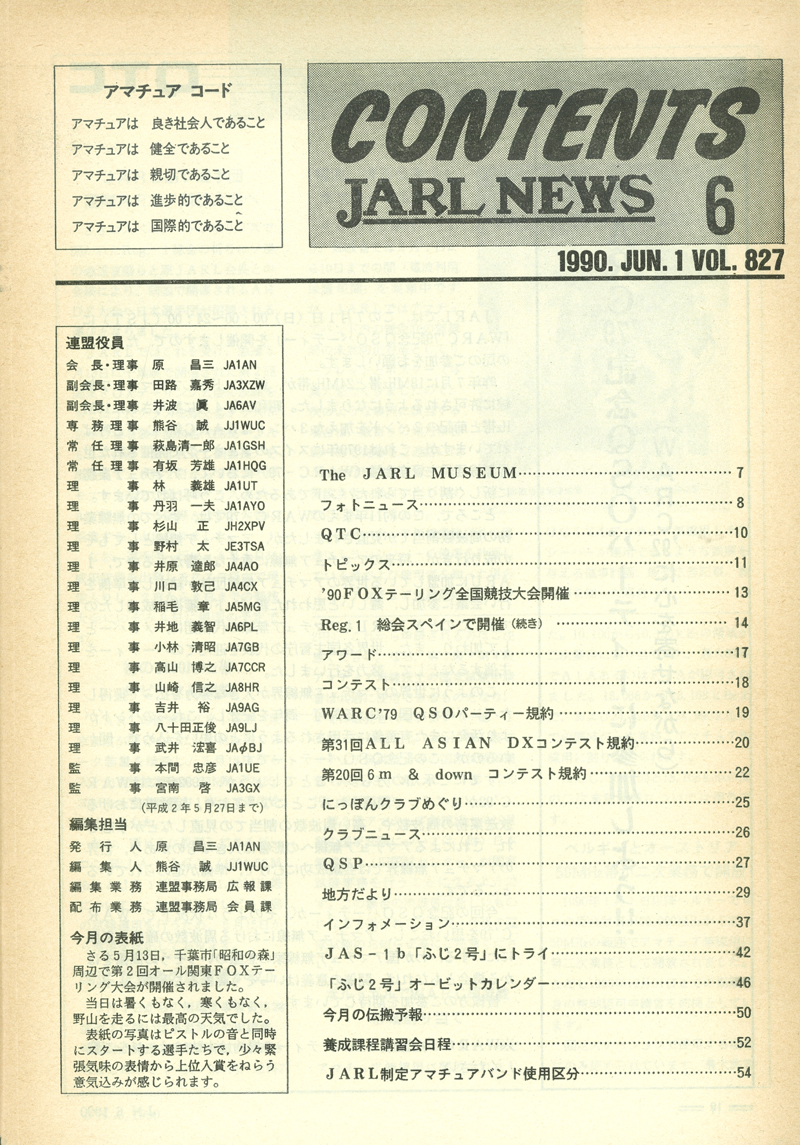 アマチュア コード
アマチュアは 良き社会人であること
アマチュアは 健全であること
アマチュアは 親切であること
アマチュアは 進歩的であること
アマチュアは 国際的であること
CONTENTS
JARL NEWS 6
1990. JUN. 1 VOL. 827
連盟役員
会長・理事 原 昌三 JA1AN
副会長・理事 田路 嘉秀 JA3XZW
副会長・理事 井波 眞 JA6AV
専務理事 熊谷 誠 JJ1WUC
常任理事 萩島清一郎 JA1GSH
常任理事 有坂 芳雄 JA1HQG
理事 林 義雄 JA1UT
理事 丹羽 一夫 JA1AYO
理事 杉山 正 JH2XPV
理事 野村 太 JE3TSA
理事 井原 達郎 JA4AO
理事 川口 敦己 JA4CX
理事 稲毛 章 JA5MG
理事 井地 義智 JA6PL
理事 小林 清昭 JA7GB
理事 高山 博之 JA7CCR
理事 山崎 信之 JA8HR
理事 吉井 裕 JA9AG
理事 八十田正俊 JA9LJ
理事 武井 浤喜 JAφBJ
監事 本間 忠彦 JA1UE
監事 宮南 啓 JA3GX
(平成2年5月27日まで)
編集担当
発行人 原 昌三 JA1AN
編集人 熊谷 誠 JJ1WUC
編集業務 連盟事務局 広報課
配布業務 連盟事務局 会員課
今月の表紙
さる5月13日，千葉市「昭和の森」
周辺で第2回オール関東FOXテー
リング大会が開催されました。
当日は暑くもなく，寒くもなく，
野山を走るには最高の天気でした。
表紙の写真はピストルの音と同時
にスタートする選手たちで，少々緊
張気味の表情から上位入賞をねらう
意気込みが感じられます。
The JARL MUSEUM 7
フォトニュース 8
QTC 10
トピックス 11
'90FOXテーリング全国競技大会開催 13
Reg.1 総会スペインで開催（続き） 14
アワード 17
コンテスト 18
WARC'79 QSOパーティー規約 19
第31回ALL ASIAN DXコンテスト規約 20
第20回6m & down コンテスト規約 22
にっぽんクラブめぐり 25
クラブニュース 26
QSP 27
地方だより 29
インフォメーション 37
JAS-1b「ふじ2号」にトライ 42
「ふじ2号」オービットカレンダー 46
今月の伝搬予報 50
養成課程講習会日程 52
JARL制定アマチュアバンド使用区分 54